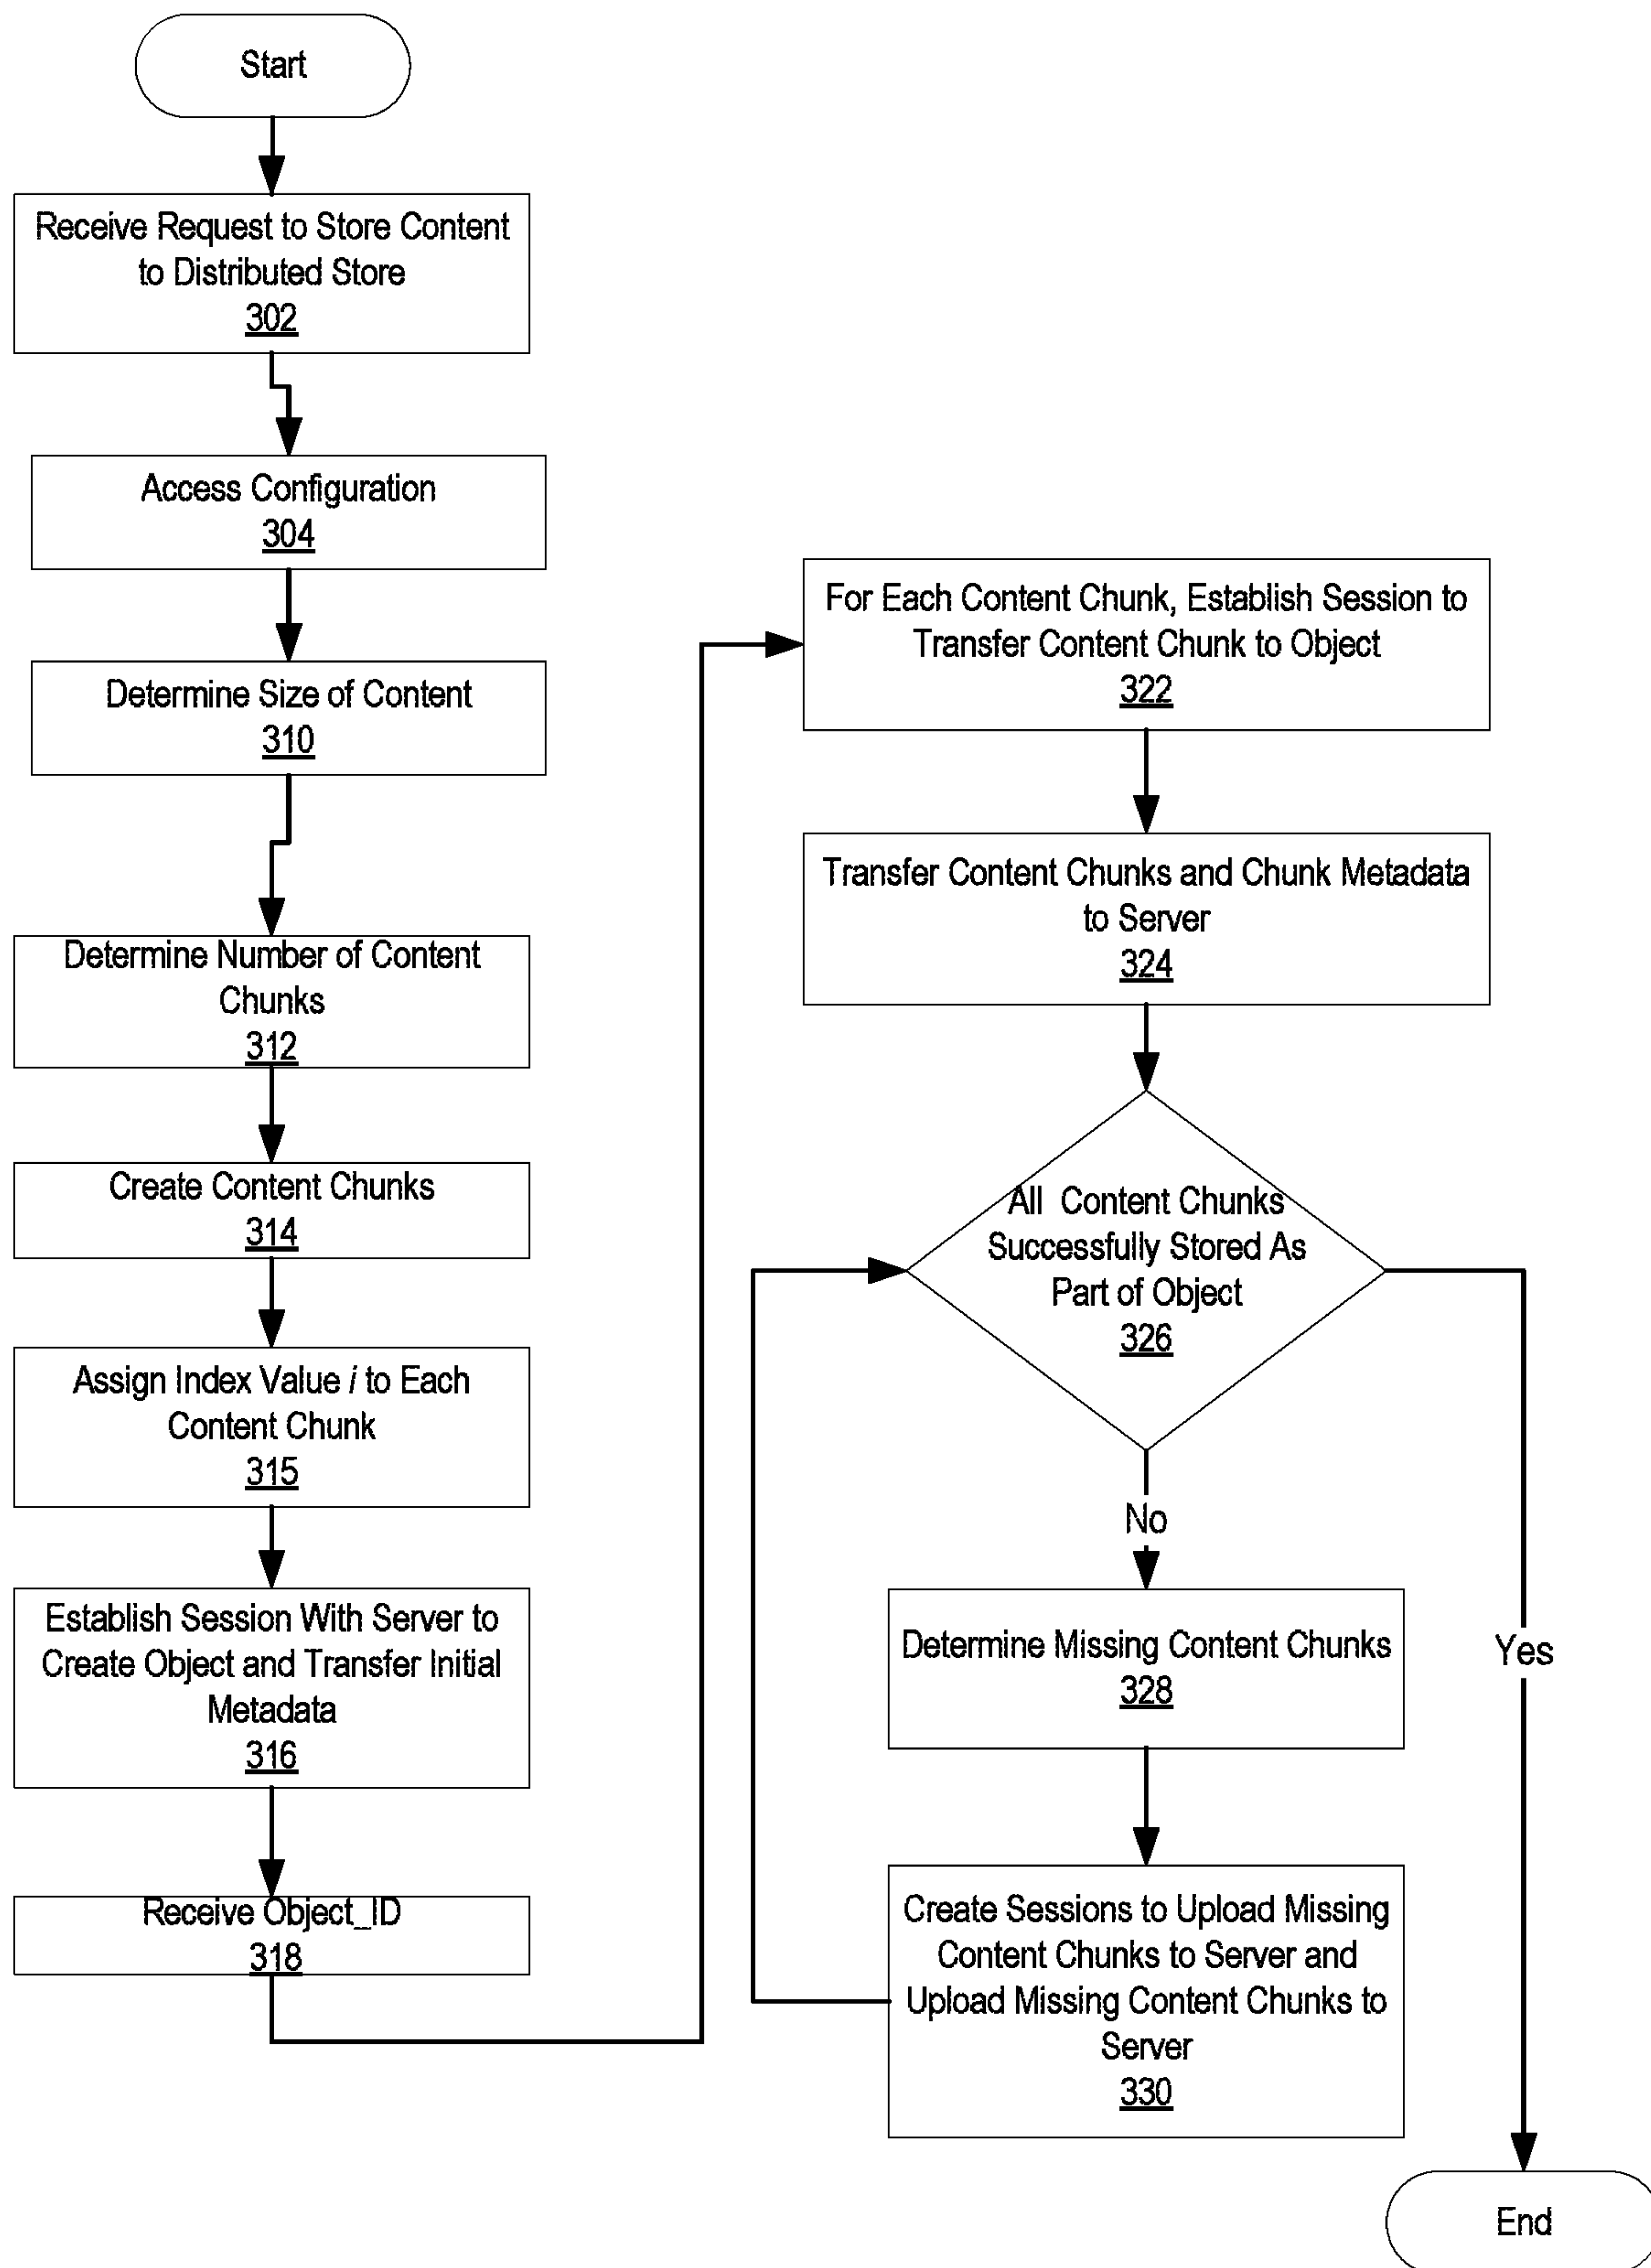 Start
Receive Request to Store Content
to Distributed Store
302
Access Configuration
304
Determine Size of Content
310
Determine Number of Content
Chunks
312
Create Content Chunks
314
Assign Index Value i to Each
Content Chunk
315
Establish Session With Server to
Create Object and Transfer Initial
Metadata
316
Receive Object_ID
318
For Each Content Chunk, Establish Session to
Transfer Content Chunk to Object
322
Transfer Content Chunks and Chunk Metadata
to Server
324
All Content Chunks
Successfully Stored As
Part of Object
326
No
Determine Missing Content Chunks
328
Create Sessions to Upload Missing
Content Chunks to Server and
Upload Missing Content Chunks to
Server
330
Yes
End